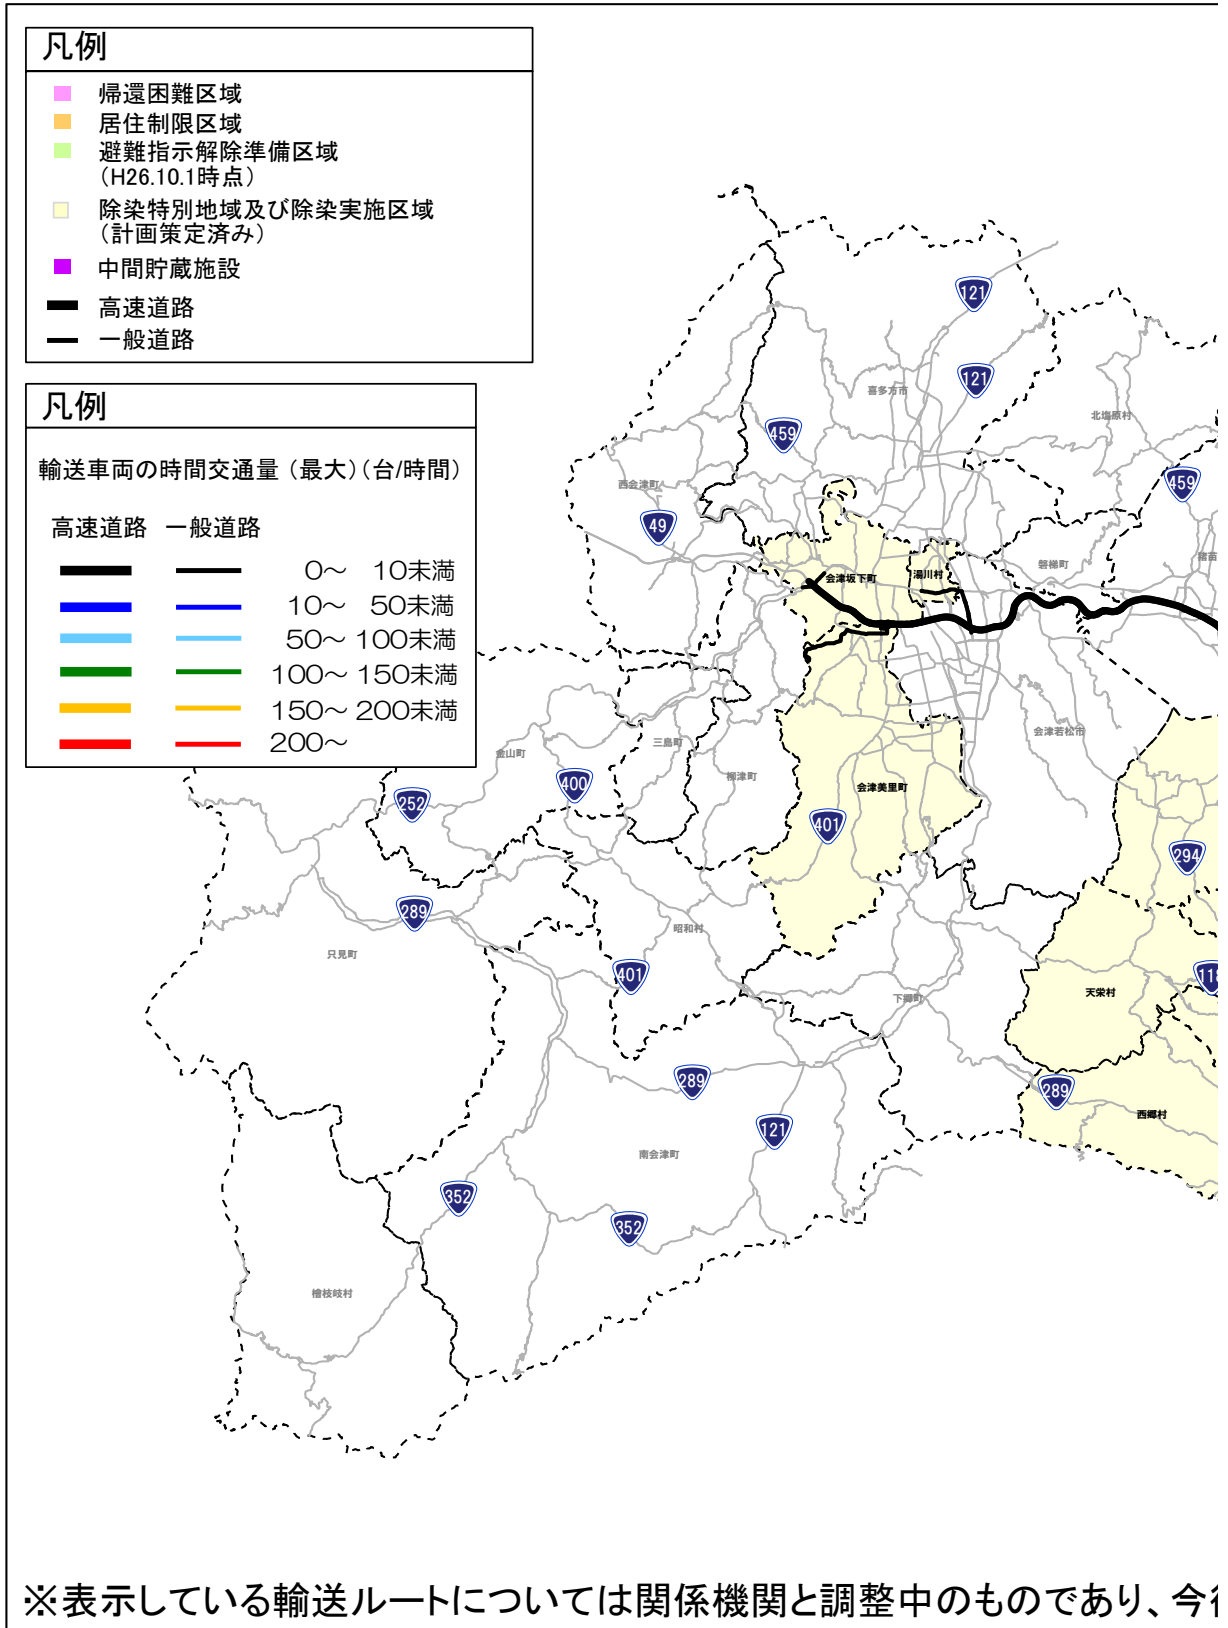 凡例
帰還困難区域
居住制限区域
避難指示解除準備区域
(H26.10.1時点)
除染特別地域及び除染実施区域
(計画策定済み)
中間貯蔵施設
高速道路
一般道路
凡例
輸送車両の時間交通量(最大)(台/時間)
高速道路 一般道路
0～ 10未満
10～ 50未満
50～ 100未満
100～ 150未満
150～ 200未満
200～
121
121
喜多方市
北塩原村
459
459
西会津町
49
会津坂下町
湯川村
磐梯町
猪苗
金山町
三島町
柳津町
会津若松市
400
252
会津美里町
401
294
289
昭和村
只見町
401
118
天栄村
下郷町
289
289
西郷村
121
南会津町
352
352
檜枝岐村
※表示している輸送ルートについては関係機関と調整中のものであり、今後